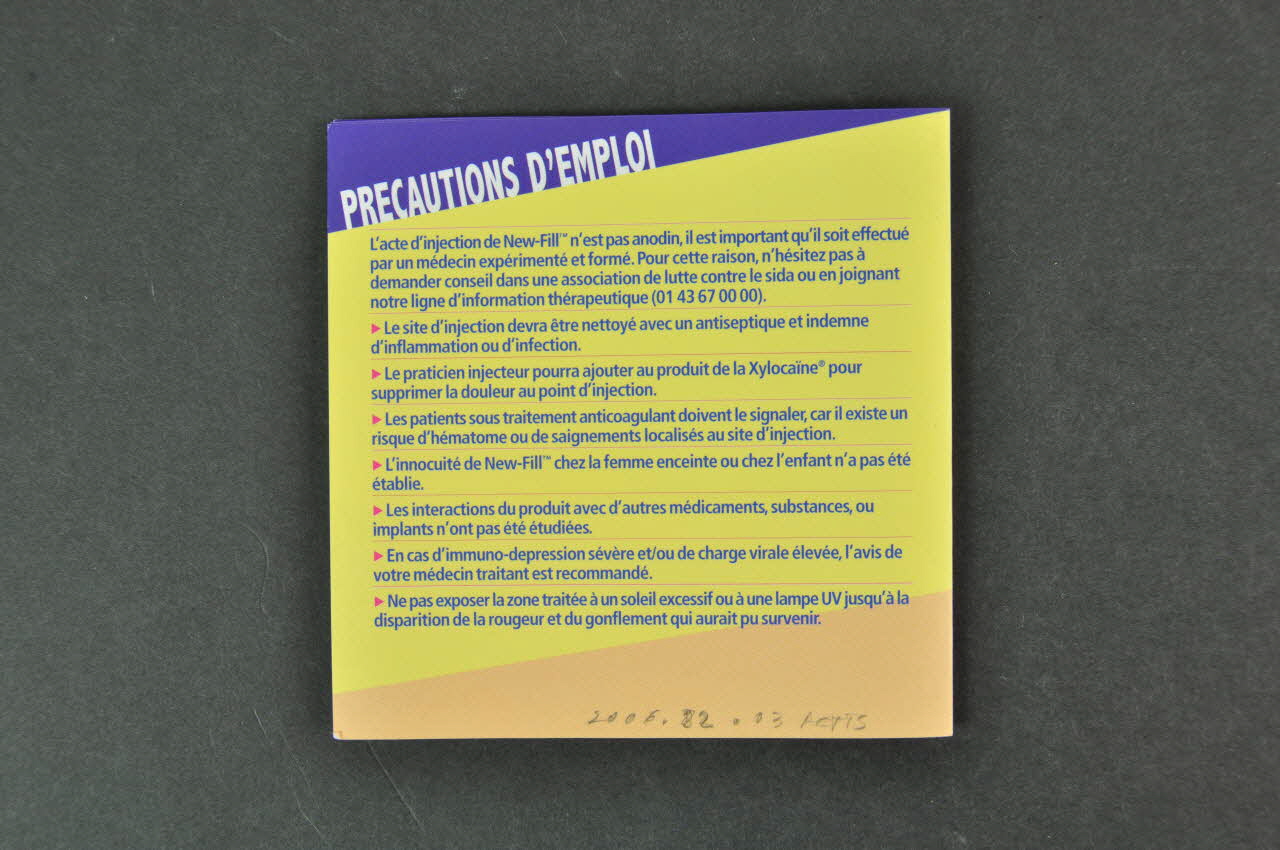 PRECAUTIONS D'EMPLOI
L'acte d'injection de New-Fill™ n'est pas anodin, il est important qu'il soit effectué
par un médecin expérimenté et formé. Pour cette raison, n'hésitez pas à
demander conseil dans une association de lutte contre le sida ou en joignant
notre ligne d'information thérapeutique (01 43 67 00 00).
► Le site d'injection devra être nettoyé avec un antiseptique et indemne
d'inflammation ou d'infection.
► Le praticien injecteur pourra ajouter au produit de la Xylocaïne® pour
supprimer la douleur au point d'injection.
► Les patients sous traitement anticoagulant doivent le signaler, car il existe un
risque d'hématome ou de saignements localisés au site d'injection.
► L'innocuité de New-Fill™ chez la femme enceinte ou chez l'enfant n'a pas été
établie.
► Les interactions du produit avec d'autres médicaments, substances, ou
implants n'ont pas été étudiées.
► En cas d'immuno-depression sévère et/ou de charge virale élevée, l'avis de
votre médecin traitant est recommandé.
► Ne pas exposer la zone traitée à un soleil excessif ou à une lampe UV jusqu'à la
disparition de la rougeur et du gonflement qui aurait pu survenir.
2006.82.03